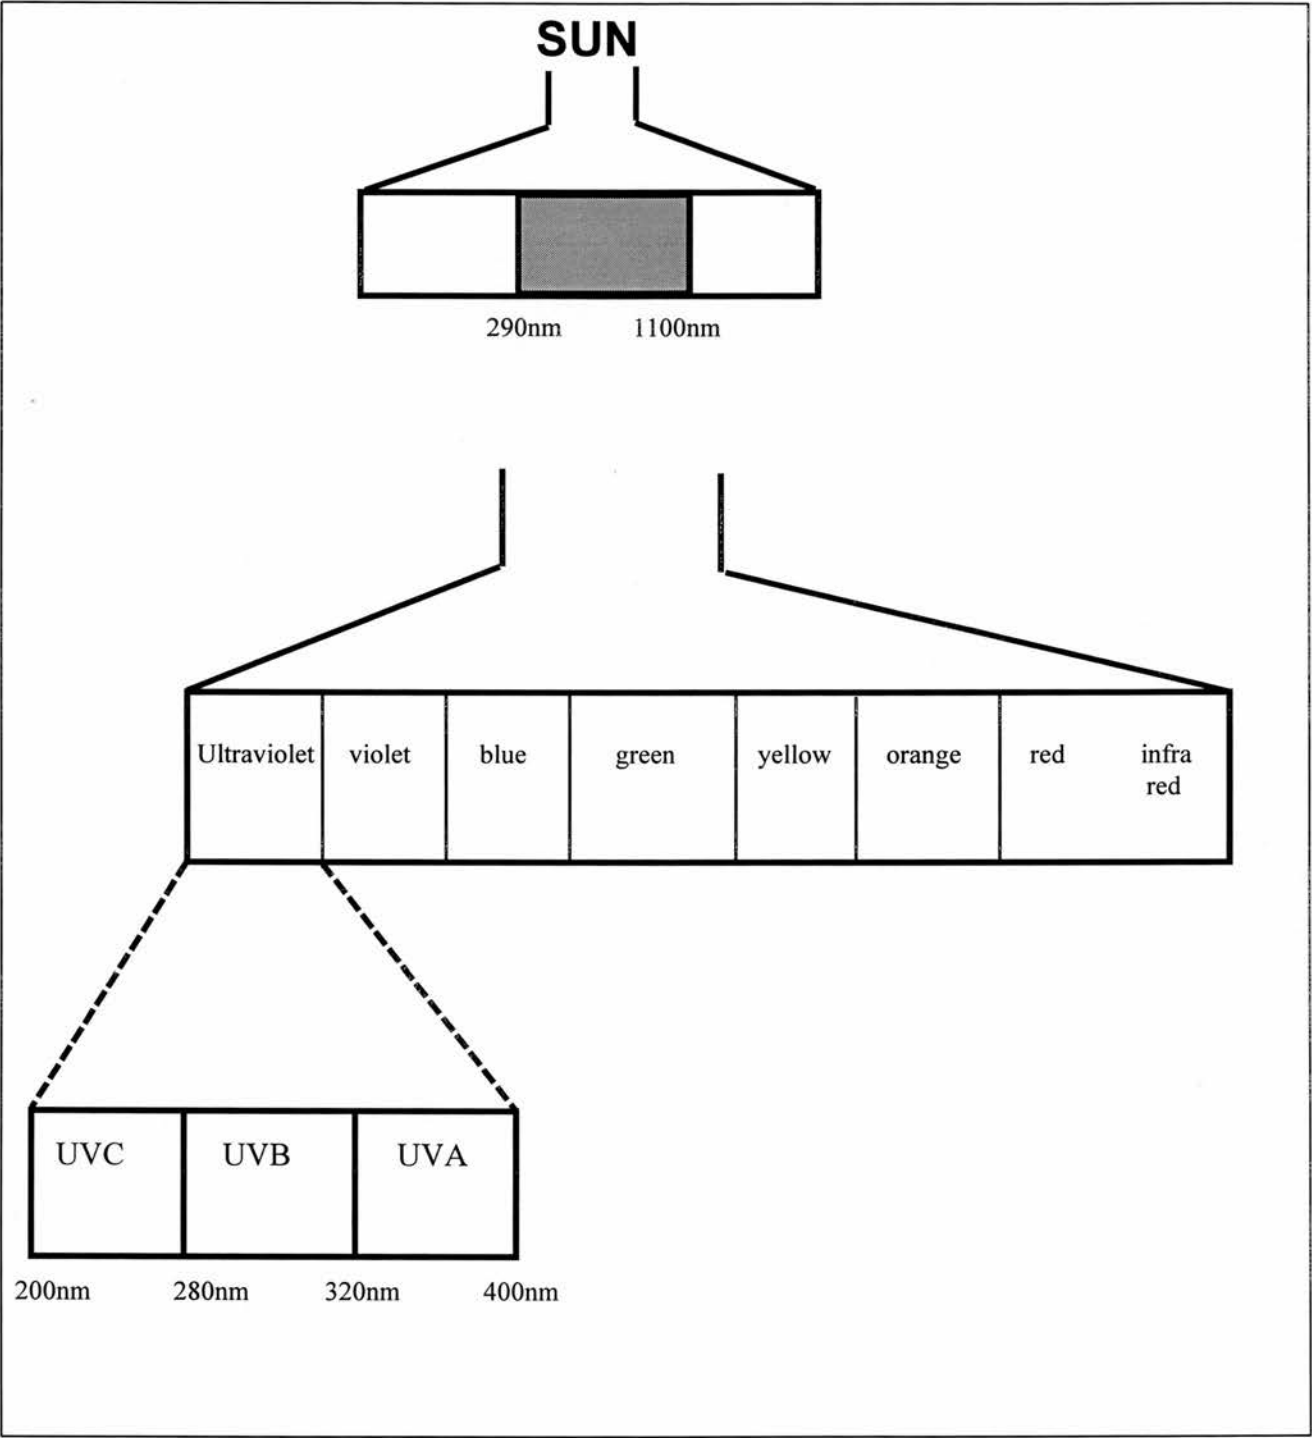 SUN
290nm 1100nm
Ultraviolet violet blue green yellow orange red infra
red
UVC UVB UVA
200nm 280nm 320nm 400nm